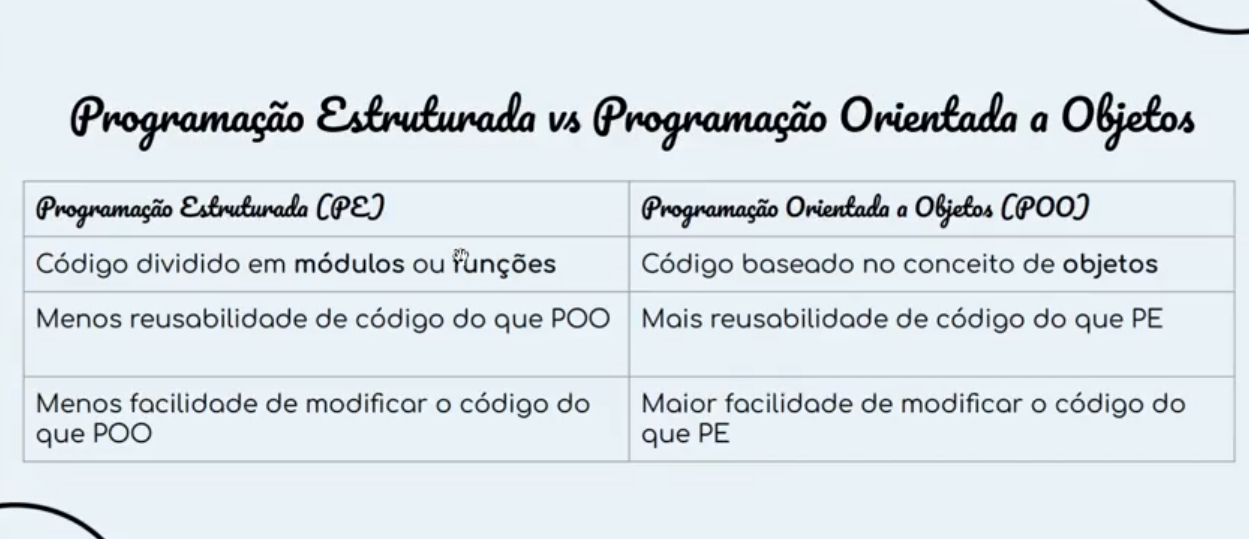 Programação Estruturada vs Programação Orientada a Objetos
Programação Estruturada (PE)
Programação Orientada a Objetos (POO)
Código dividido em módulos ou funções
Código baseado no conceito de objetos
Menos reusabilidade de código do que POO
Mais reusabilidade de código do que PE
Menos facilidade de modificar o código do
que POO
Maior facilidade de modificar o código do
que PE